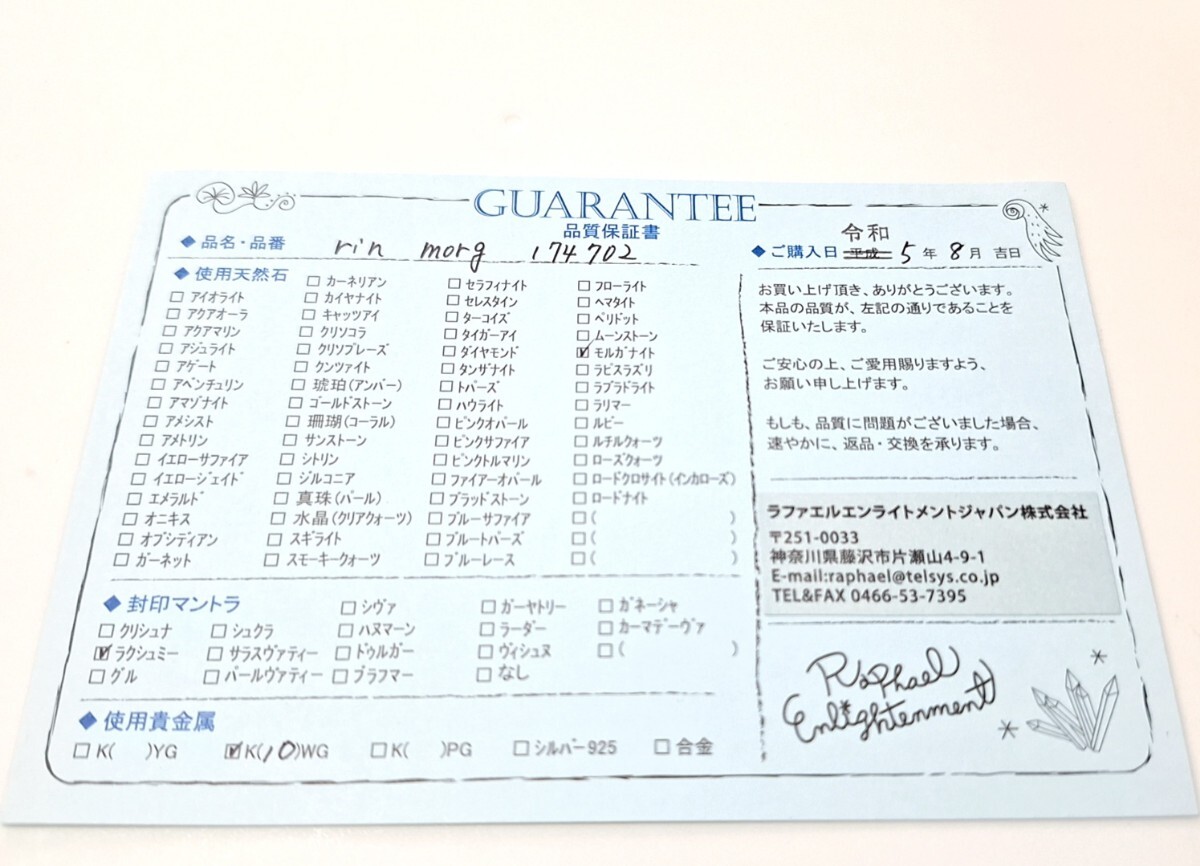 GUARANTEE
品質保証書
◆ 品名・品番 rin morg 174702
令和
◆ ご購入日 平成 5 年 8 月 吉日
◆ 使用天然石
□ アイオライト
□ アクアオーラ
□ アクアマリン
□ アジュライト
□ アゲート
□ アベンチュリン
□ アマゾナイト
□ アメシスト
□ アメトリン
□ イエローサファイア
□ イエロージェイド
□ エメラルド
□ オニキス
□ オブシディアン
□ ガーネット
□ カーネリアン
□ カイヤナイト
□ キャッツアイ
□ クリソコラ
□ クリソプレーズ
□ クンツァイト
□ 琥珀(アンバー)
□ ゴールドストーン
□ 珊瑚(コーラル)
□ サンストーン
□ シトリン
□ ジルコニア
□ 真珠(パール)
□ 水晶(クリアクォーツ)
□ スギライト
□ スモーキークォーツ
□ セラフィナイト
□ セレスタイン
□ ターコイズ
□ タイガーアイ
□ ダイヤモンド
□ タンザナイト
□ トパーズ
□ ハウライト
□ ピンクオパール
□ ピンクサファイア
□ ピンクトルマリン
□ ファイアーオパール
□ ブラッドストーン
□ ブルーサファイア
□ ブルートパーズ
□ ブルーレース
□ フローライト
□ ヘマタイト
□ ペリドット
□ ムーンストーン
☑ モルガナイト
□ ラピスラズリ
□ ラブラドライト
□ ラリマー
□ ルビー
□ ルチルクォーツ
□ ローズクォーツ
□ ロードクロサイト(インカローズ)
□ ロードナイト
□ ( )
□ ( )
□ ( )
◆ 封印マントラ
□ クリシュナ
☑ ラクシュミー
□ グル
□ シュクラ
□ サラスヴァティー
□ パールヴァティー
□ シヴァ
□ ハヌマーン
□ ドゥルガー
□ ブラフマー
□ ガーヤトリー
□ ラーダー
□ ヴィシュヌ
□ なし
□ ガネーシャ
□ カーマデーヴァ
□ ( )
◆ 使用貴金属
□ K( )YG ☑ K(10)WG □ K( )PG □ シルバー925 □ 合金
お買い上げ頂き、ありがとうございます。
本品の品質が、左記の通りであることを
保証いたします。
ご安心の上、ご愛用賜りますよう、
お願い申し上げます。
もしも、品質に問題がございました場合、
速やかに、返品・交換を承ります。
ラファエルエンライトメントジャパン株式会社
〒251-0033
神奈川県藤沢市片瀬山4-9-1
E-mail:raphael@telsys.co.jp
TEL&FAX 0466-53-7395
Raphael
Enlightenment